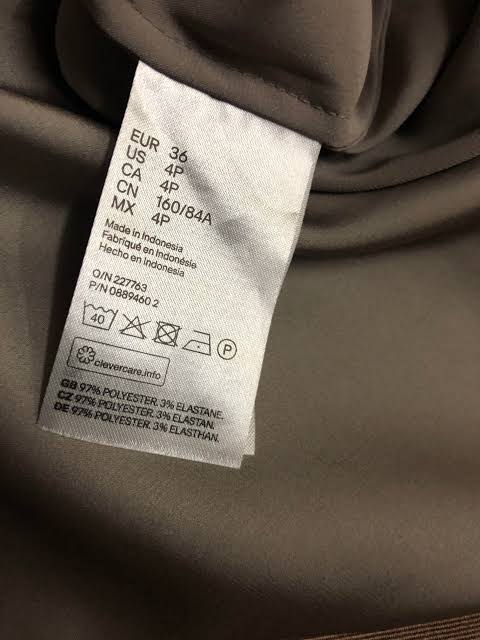 EUR 36
US 4P
CA 4P
CN 160/84A
MX 4P
Made in Indonesia
Fabriqué en Indonésie
Hecho en Indonesia
O/N 227763
P/N 0889460 2
40
P
clevercare.info
GB 97% POLYESTER. 3% ELASTANE.
CZ 97% POLYESTER. 3% ELASTAN.
DE 97% POLYESTER. 3% ELASTHAN.